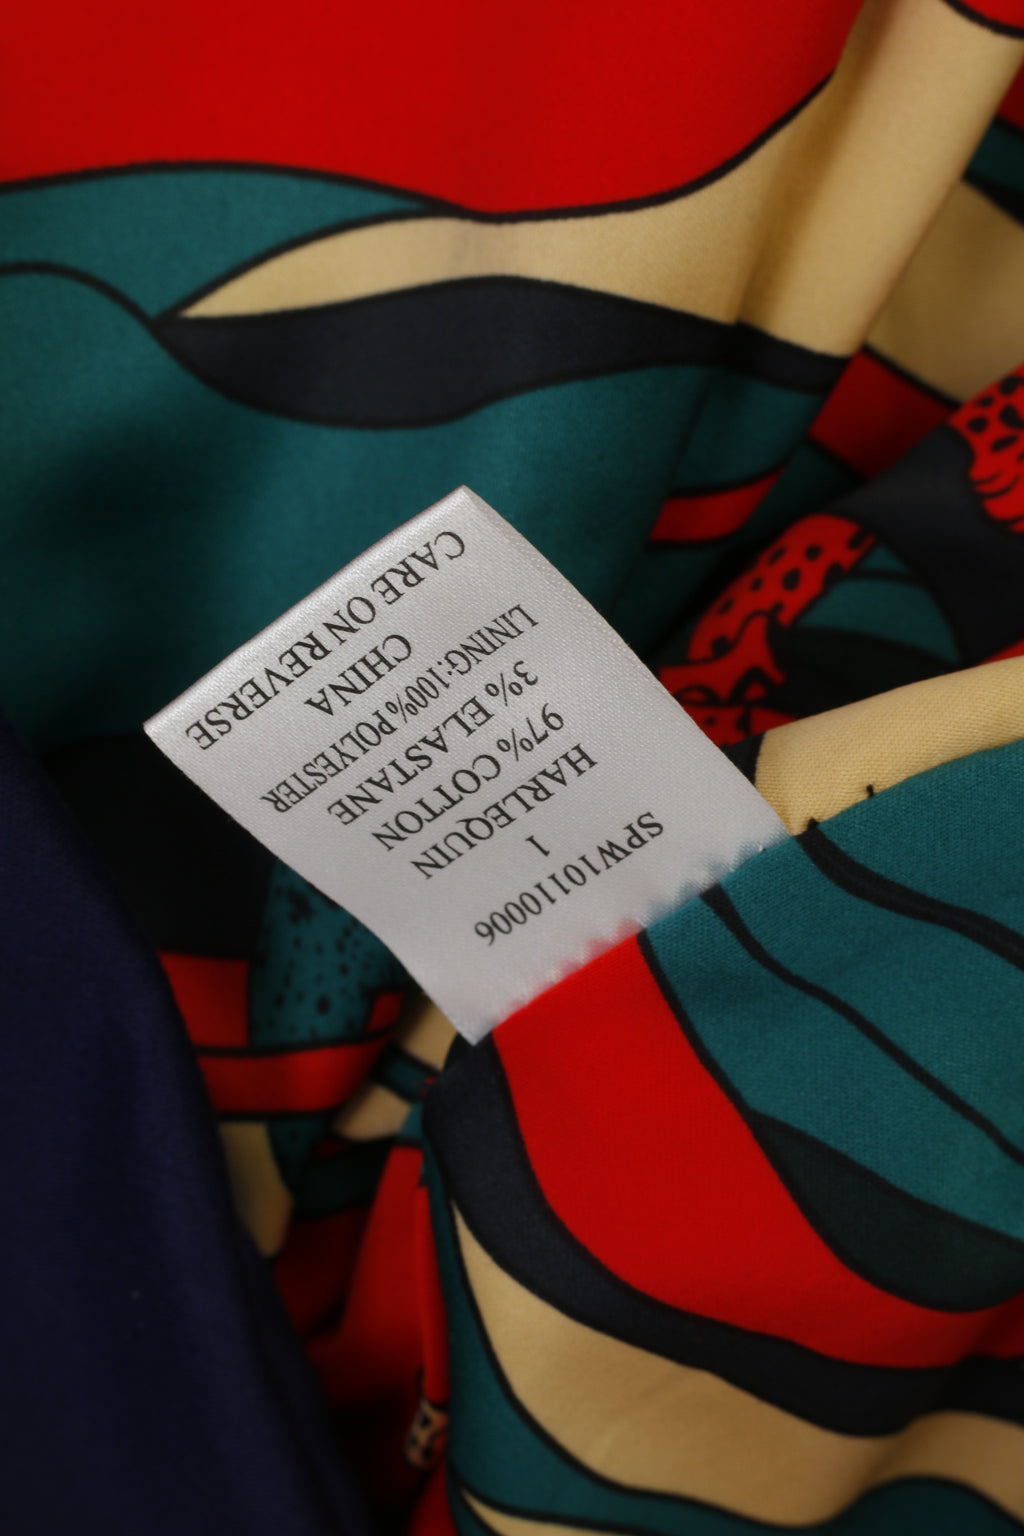 SPW10110006
1
HARLEQUIN
97% COTTON
3% ELASTANE
LINING:100% POLYESTER
CHINA
CARE ON REVERSE